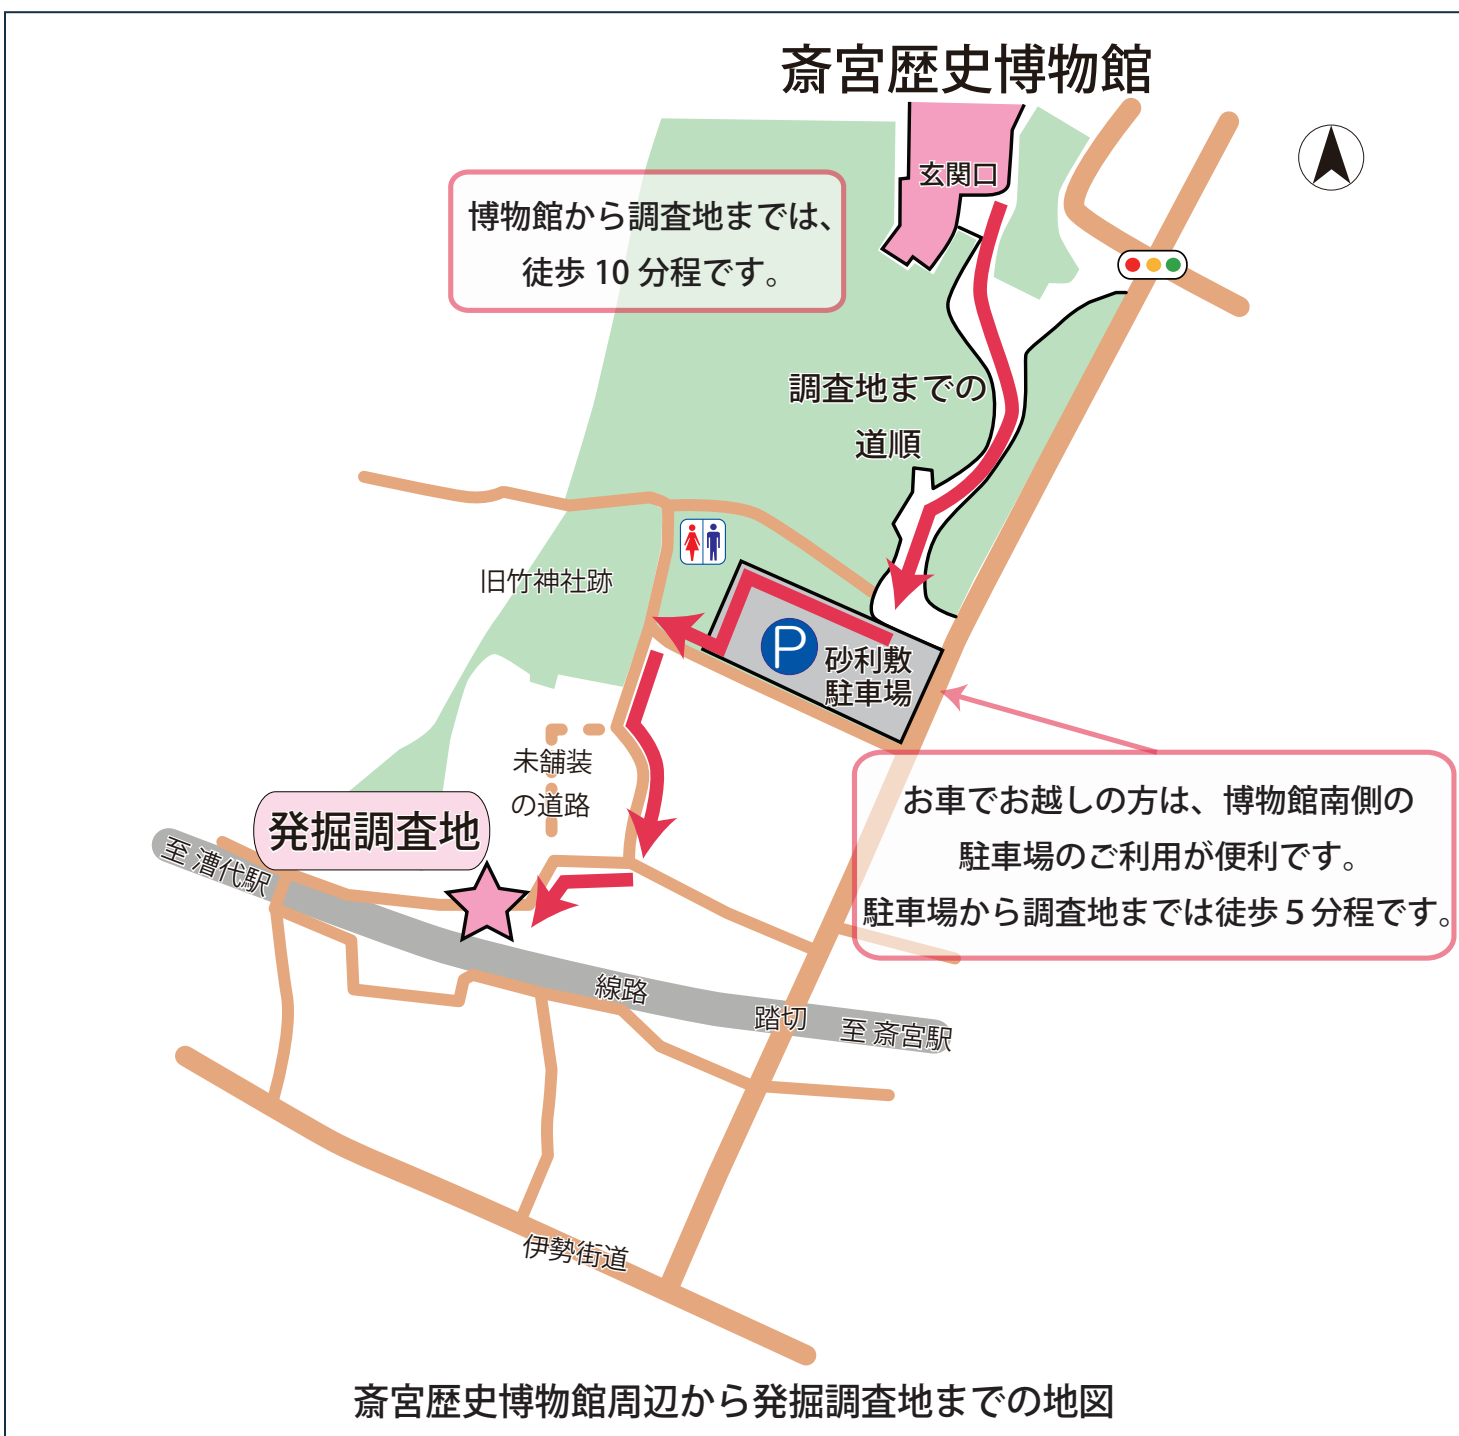 斎宮歴史博物館
玄関口
博物館から調査地までは、
徒歩 10 分程です。
調査地までの
道順
旧竹神社跡
P
砂利敷
駐車場
未舗装
の道路
お車でお越しの方は、博物館南側の
駐車場のご利用が便利です。
駐車場から調査地までは徒歩 5 分程です。
発掘調査地
至 漕代駅
線路
踏切
至 斎宮駅
伊勢街道
斎宮歴史博物館周辺から発掘調査地までの地図